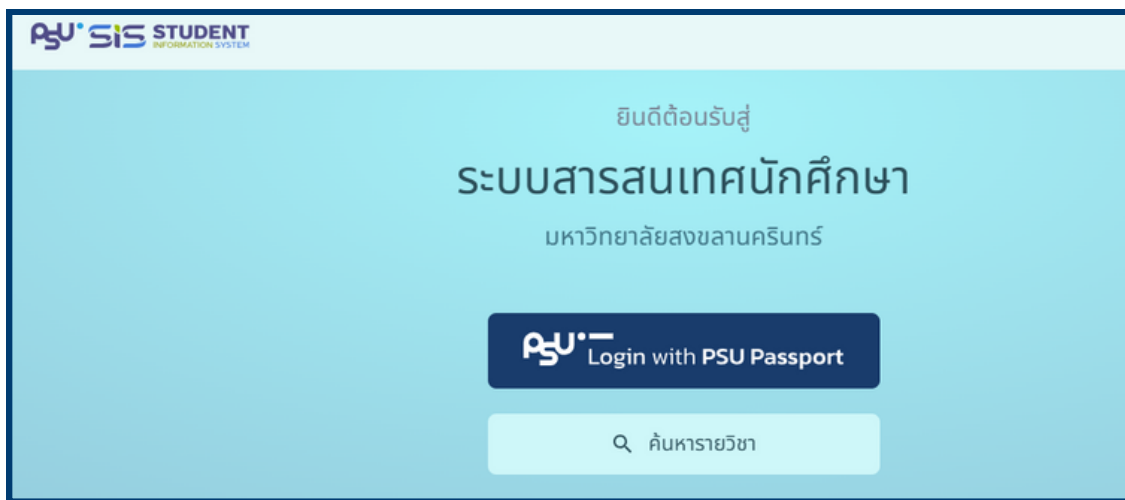 PSU SIS STUDENT
INFORMATION SYSTEM
ยินดีต้อนรับสู่
ระบบสารสนเทศนักศึกษา
มหาวิทยาลัยสงขลานครินทร์
PSU Login with PSU Passport
ค้นหารายวิชา